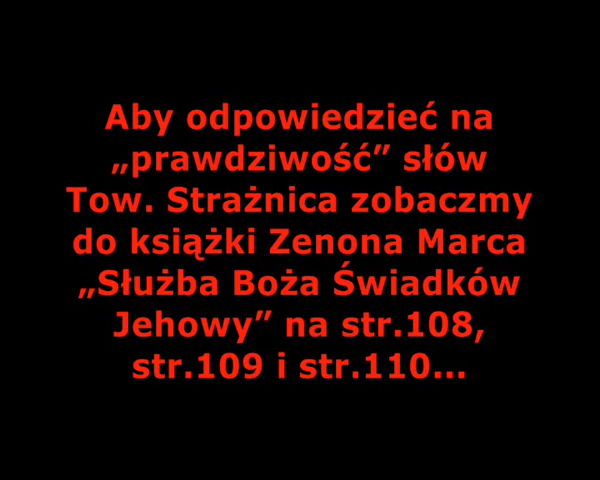 Aby odpowiedzieć na
„prawdziwość” słów
Tow. Strażnica zobaczmy
do książki Zenona Marca
„Służba Boża Świadków
Jehowy” na str.108,
str.109 i str.110...